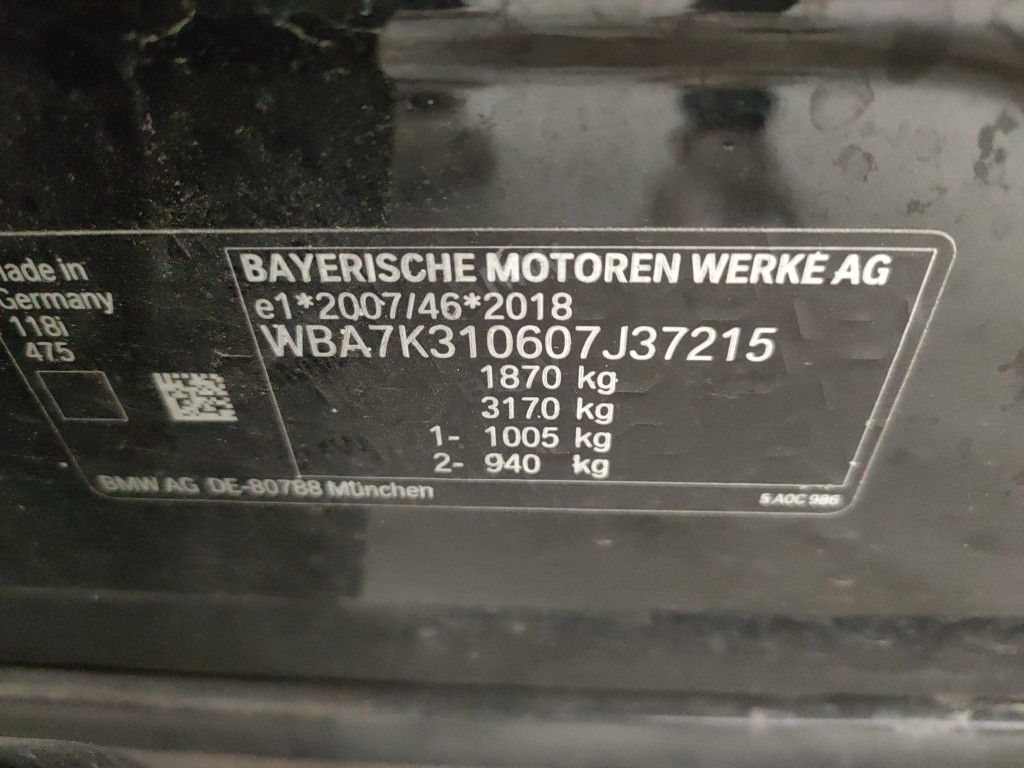 ade in
Germany
118i
475
BAYERISCHE MOTOREN WERKE AG
e1*2007/46*2018
WBA7K310607J37215
1870 kg
3170 kg
1- 1005 kg
2- 940 kg
BMW AG DE-80788 München
5 A0C 986